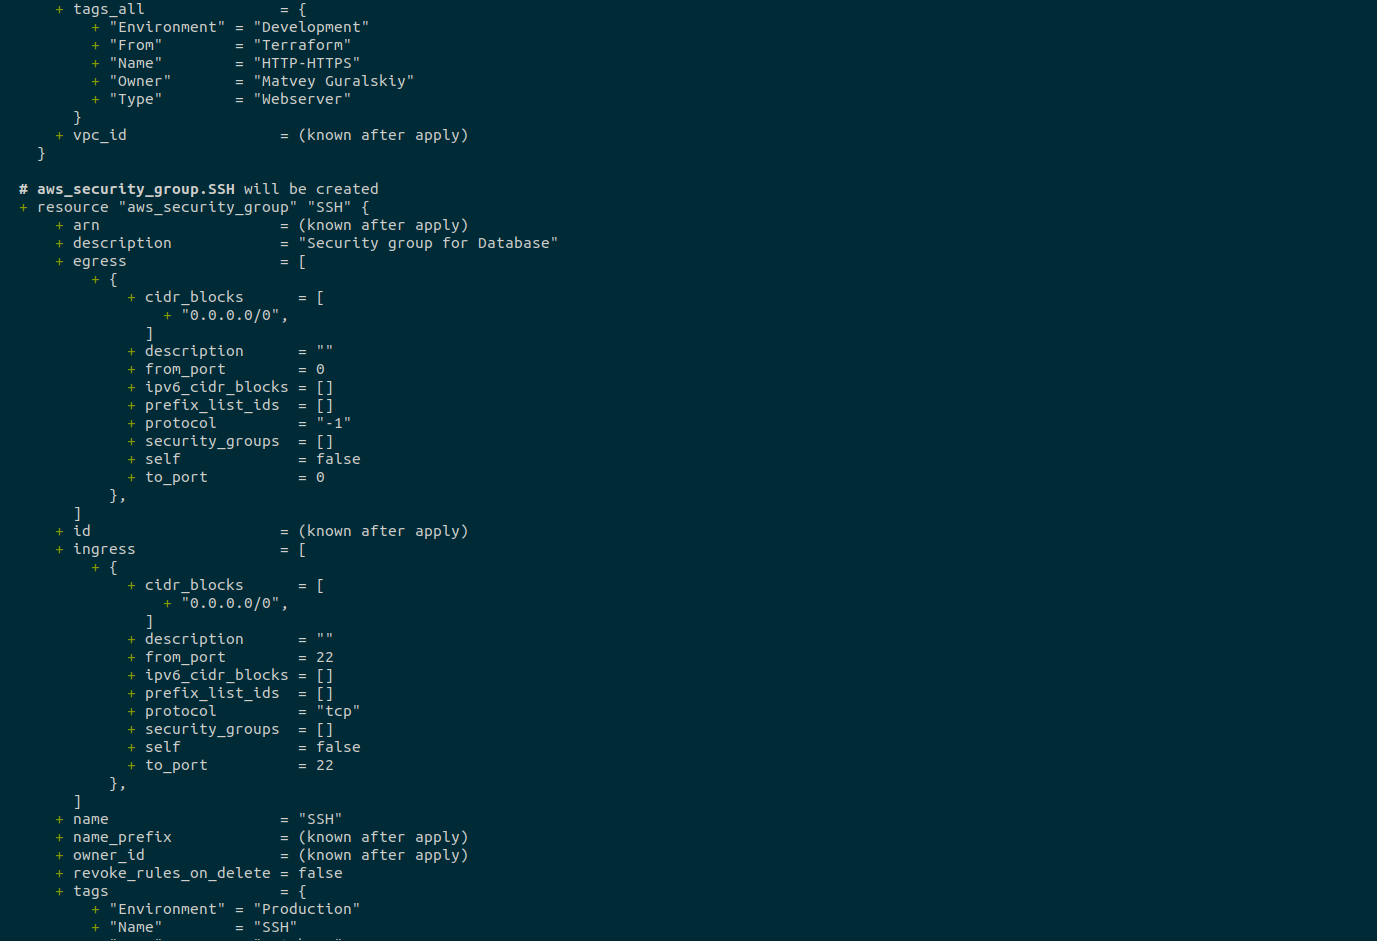 + tags_all = {
+ "Environment" = "Development"
+ "From" = "Terraform"
+ "Name" = "HTTP-HTTPS"
+ "Owner" = "Matvey Guralskiy"
+ "Type" = "Webserver"
}
+ vpc_id = (known after apply)
}
# aws_security_group.SSH will be created
+ resource "aws_security_group" "SSH" {
+ arn = (known after apply)
+ description = "Security group for Database"
+ egress = [
+ {
+ cidr_blocks = [
+ "0.0.0.0/0",
]
+ description = ""
+ from_port = 0
+ ipv6_cidr_blocks = []
+ prefix_list_ids = []
+ protocol = "-1"
+ security_groups = []
+ self = false
+ to_port = 0
},
]
+ id = (known after apply)
+ ingress = [
+ {
+ cidr_blocks = [
+ "0.0.0.0/0",
]
+ description = ""
+ from_port = 22
+ ipv6_cidr_blocks = []
+ prefix_list_ids = []
+ protocol = "tcp"
+ security_groups = []
+ self = false
+ to_port = 22
},
]
+ name = "SSH"
+ name_prefix = (known after apply)
+ owner_id = (known after apply)
+ revoke_rules_on_delete = false
+ tags = {
+ "Environment" = "Production"
+ "Name" = "SSH"